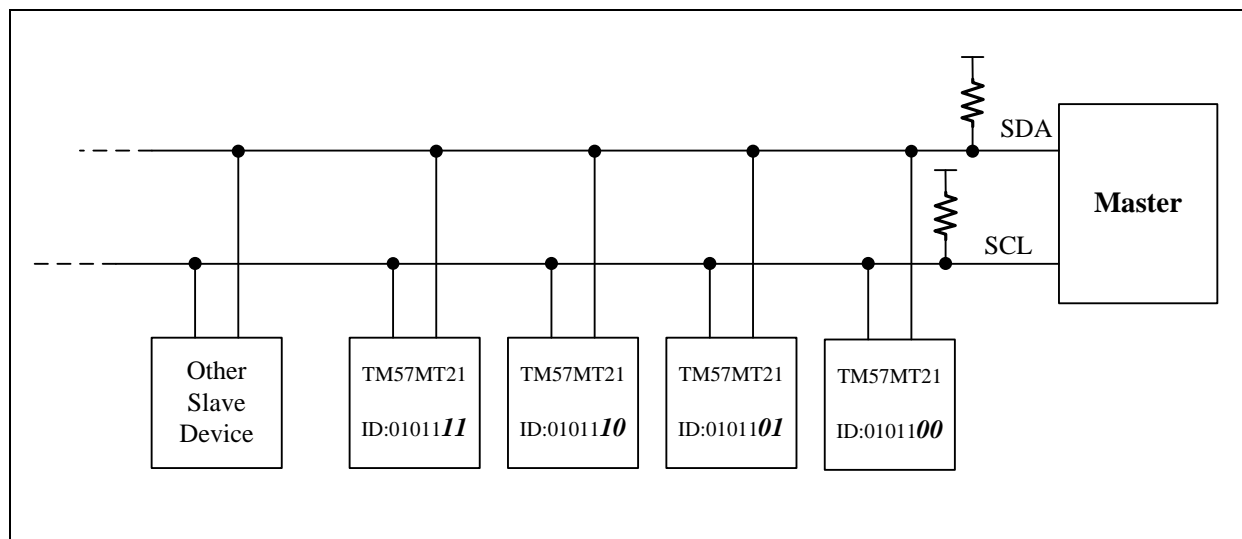 SDA
Master
SCL
Other
Slave
Device
TM57MT21
ID:0101111
TM57MT21
ID:0101110
TM57MT21
ID:0101101
TM57MT21
ID:0101100